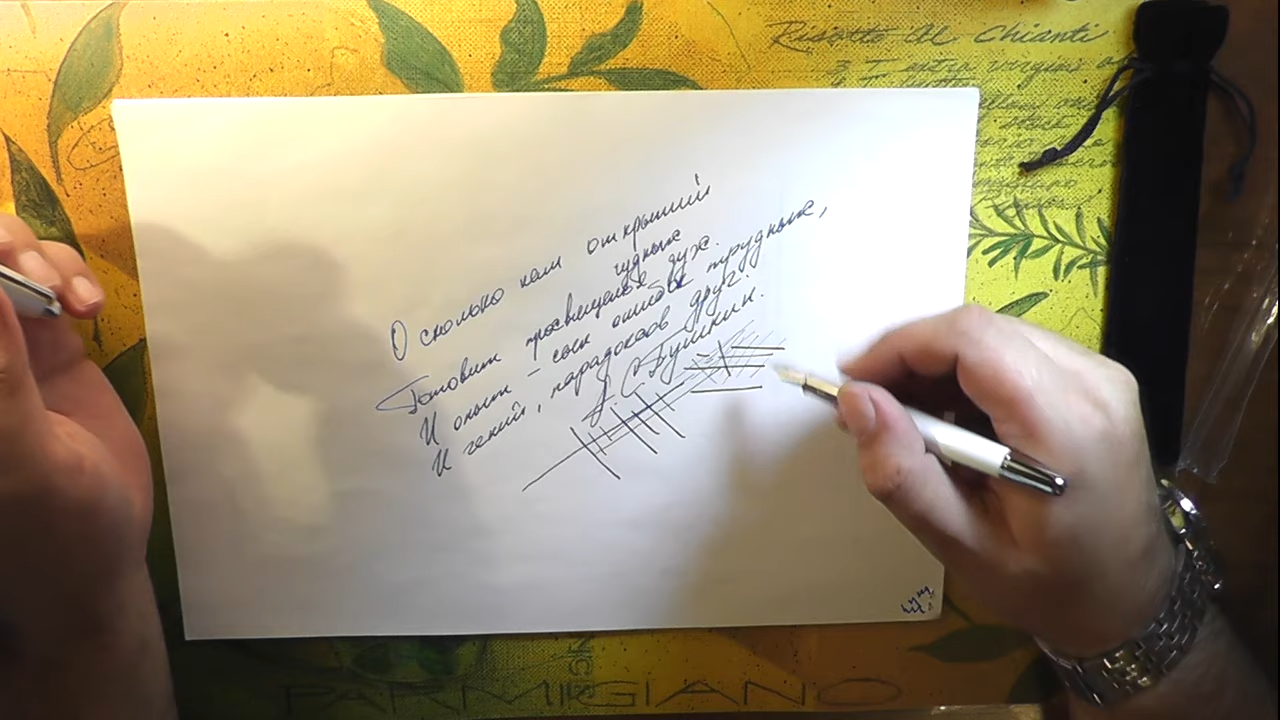 Risotto Al Chianti
О сколько нам открытий
чудных
Готовит просвещенья дух.
И опыт – сын ошибок трудных,
И гений, парадоксов друг.
А. С. Пушкин.
PARMIGIANO